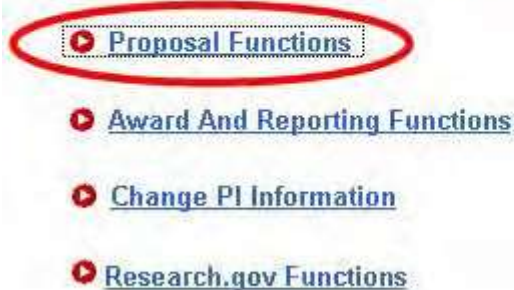 Proposal Functions
Award And Reporting Functions
Change PI Information
Research.gov Functions